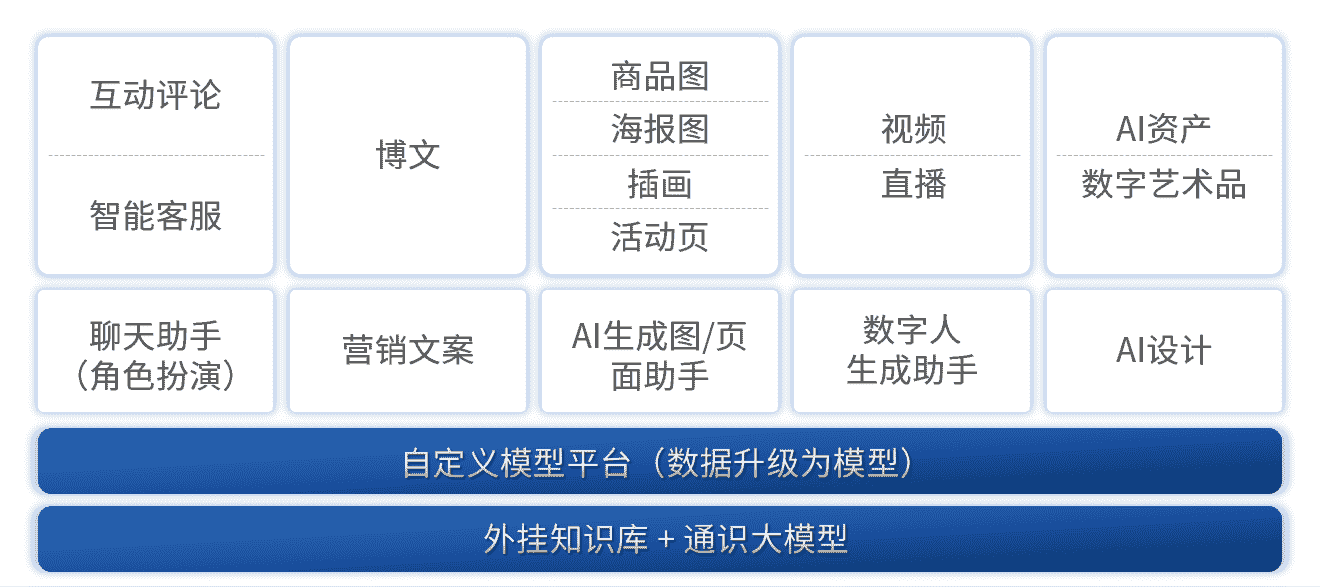 互动评论
智能客服
博文
商品图
海报图
插画
活动页
视频
直播
AI资产
数字艺术品
聊天助手
（角色扮演）
营销文案
AI生成图/页
面助手
数字人
生成助手
AI设计
自定义模型平台（数据升级为模型）
外挂知识库 + 通识大模型